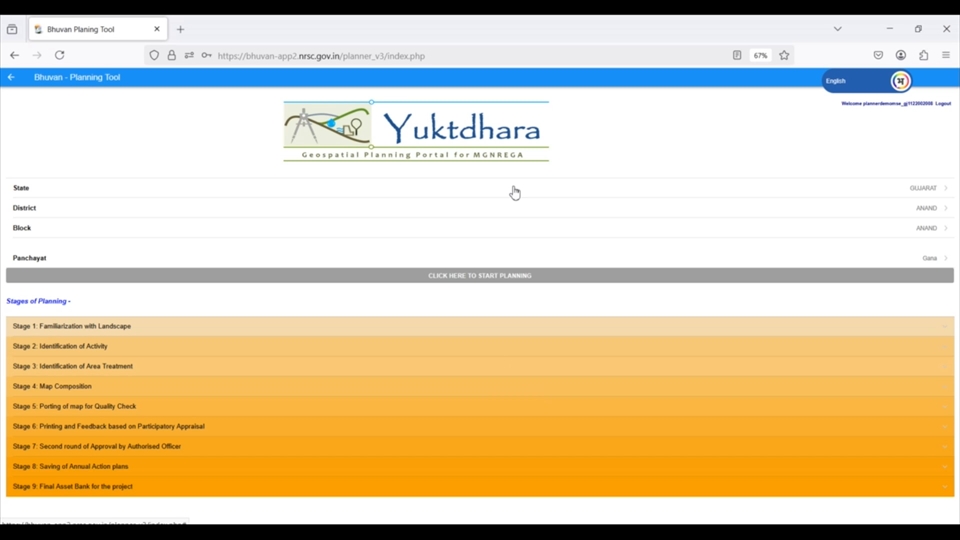 Bhuvan Planing Tool
https://bhuvan-app2.nrsc.gov.in/planner_v3/index.php
67%
Bhuvan - Planning Tool
English
Logout
Yuktdhara
Geospatial Planning Portal for MGNREGA
State GUJARAT
District ANAND
Block ANAND
Panchayat Gana
CLICK HERE TO START PLANNING
Stages of Planning -
Stage 1: Familiarization with Landscape
Stage 2: Identification of Activity
Stage 3: Identification of Area Treatment
Stage 4: Map Composition
Stage 5: Porting of map for Quality Check
Stage 6: Printing and Feedback based on Participatory Appraisal
Stage 7: Second round of Approval by Authorised Officer
Stage 8: Saving of Annual Action plans
Stage 9: Final Asset Bank for the project